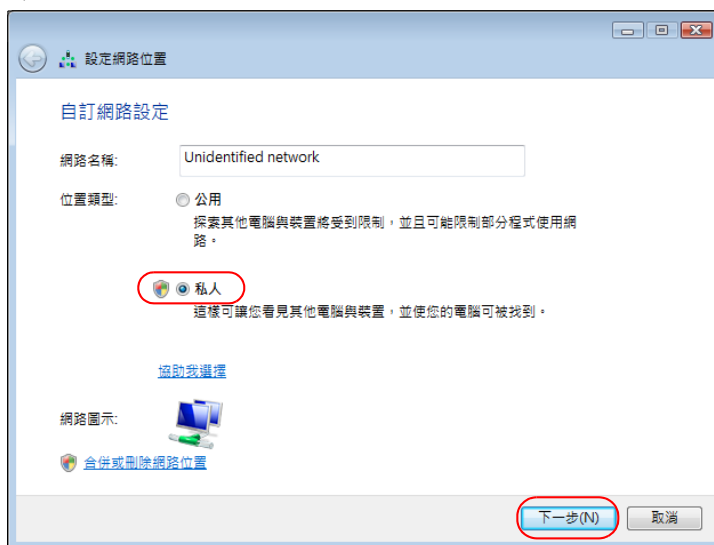 設定網路位置
自訂網路設定
網路名稱: Unidentified network
位置類型: 公用
探索其他電腦與裝置將受到限制，並且可能限制部分程式使用網
路。
私人
這樣可讓您看見其他電腦與裝置，並使您的電腦可被找到。
協助我選擇
網路圖示:
合併或刪除網路位置
下一步(N) 取消